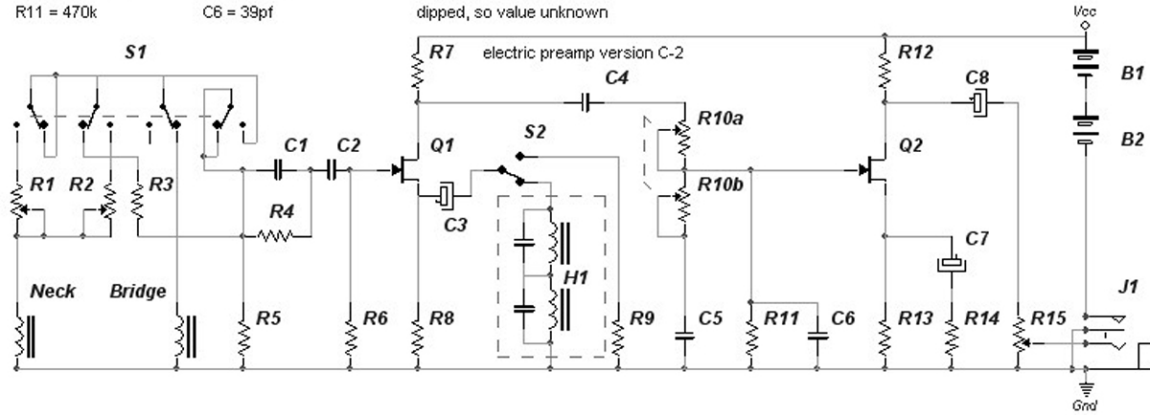 R11 = 470k C6 = 39pf dipped, so value unknown
Vcc
S1 R7 electric preamp version C-2 R12
C4 C8 B1
R10a B2
C1 C2 Q1 S2 Q2
R1 R2 R3
R10b
R4 C3 C7
Neck Bridge H1 J1
R5 R6 R8 R9 C5 R11 C6 R13 R14 R15
Gnd